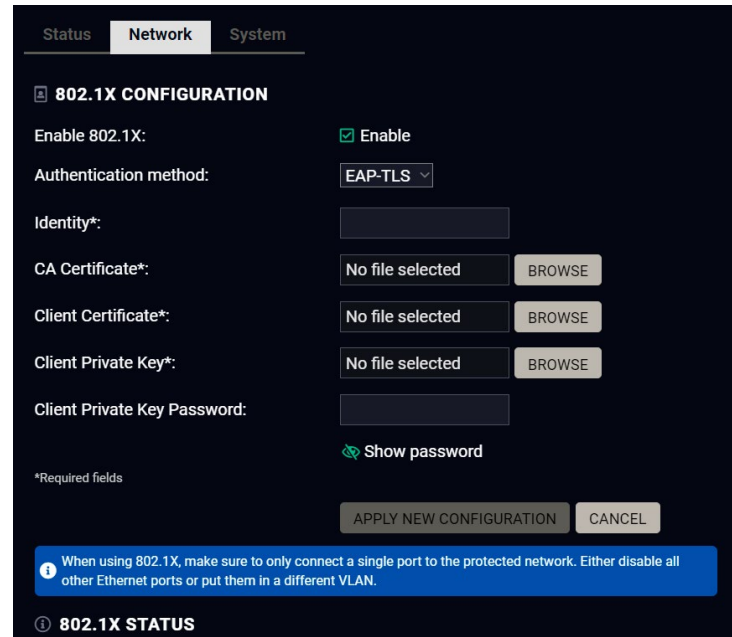 Status Network System
802.1X CONFIGURATION
Enable 802.1X: Enable
Authentication method: EAP-TLS
Identity*:
CA Certificate*: No file selected BROWSE
Client Certificate*: No file selected BROWSE
Client Private Key*: No file selected BROWSE
Client Private Key Password:
Show password
*Required fields
APPLY NEW CONFIGURATION CANCEL
When using 802.1X, make sure to only connect a single port to the protected network. Either disable all
other Ethernet ports or put them in a different VLAN.
802.1X STATUS